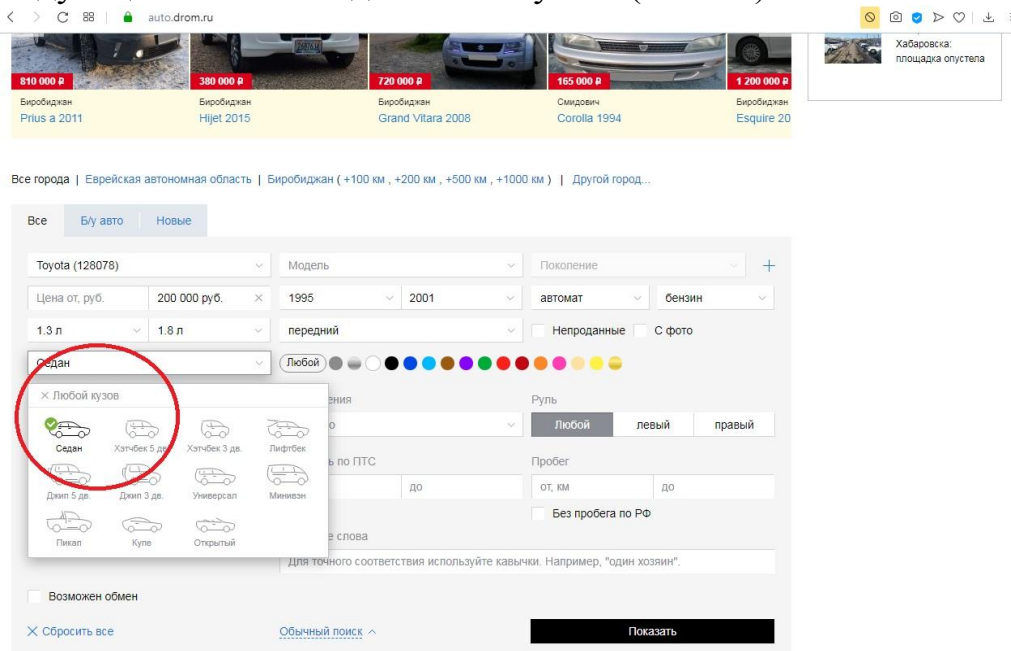 auto.drom.ru
Хабаровска:
площадка опустела
810 000 ₽
380 000 ₽
720 000 ₽
165 000 ₽
1 200 000 ₽
Биробиджан
Биробиджан
Биробиджан
Смидович
Биробиджан
Prius a 2011
Hijet 2015
Grand Vitara 2008
Corolla 1994
Esquire 20
Все города | Еврейская автономная область | Биробиджан ( +100 км , +200 км , +500 км , +1000 км ) | Другой город...
Все Б/у авто Новые
Toyota (128078) Модель Поколение +
Цена от, руб. 200 000 руб. × 1995 2001 автомат бензин
1.3 л 1.8 л передний Непроданные С фото
Седан Любой
× Любой кузов
Седан Хэтчбек 5 дв. Хэтчбек 3 дв. Лифтбек
Джип 5 дв. Джип 3 дв. Универсал Минивэн
Пикап Купе Открытый
Руль
Любой левый правый
по ПТС Пробег
до от, км до
Без пробега по РФ
слова
Для точного соответствия используйте кавычки. Например, "один хозяин".
Возможен обмен
× Сбросить все Обычный поиск Показать